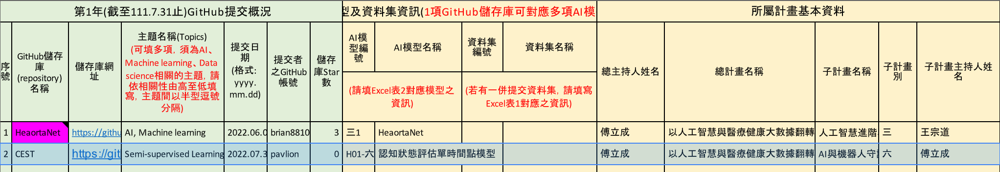 第1年(截至111.7.31止)GitHub提交概況
型及資料集資訊(1項GitHub儲存庫可對應多項AI模
所屬計畫基本資料
序
號
GitHub儲存
庫
(repository)
名稱
儲存庫網
址
主題名稱(Topics)
(可填多項，須為AI、
Machine learning、Data
science相關的主題，請
依相關性由高至低填
寫，主題間以半型逗號
分隔)
提交日
期
(格式:
yyyy.
mm.dd)
提交者
之GitHub
帳號
儲存
庫Star
數
AI模
型編
號
AI模型名稱
資料集
編號
資料集名稱
(請填Excel表2對應模型之
資訊)
(若有一併提交資料集，請填寫
Excel表1對應之資訊)
總主持人姓名
總計畫名稱
子計畫名稱
子計畫
別
子計畫主持人姓
名
1 HeaortaNet https://githu AI, Machine learning 2022.06.0 brian8810 3 三1 HeaortaNet 傅立成 以人工智慧與醫療健康大數據翻轉 人工智慧進階 三 王宗道
2 CEST https://git Semi-supervised Learning 2022.07.3 pavlion 0 H01-六 認知狀態評估單時間點模型 傅立成 以人工智慧與醫療健康大數據翻轉 AI與機器人守 六 傅立成